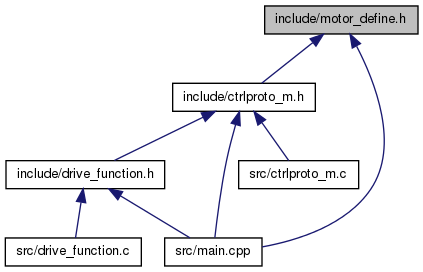 include/motor_define.h
include/ctrlproto_m.h
include/drive_function.h
src/ctrlproto_m.c
src/drive_function.c
src/main.cpp